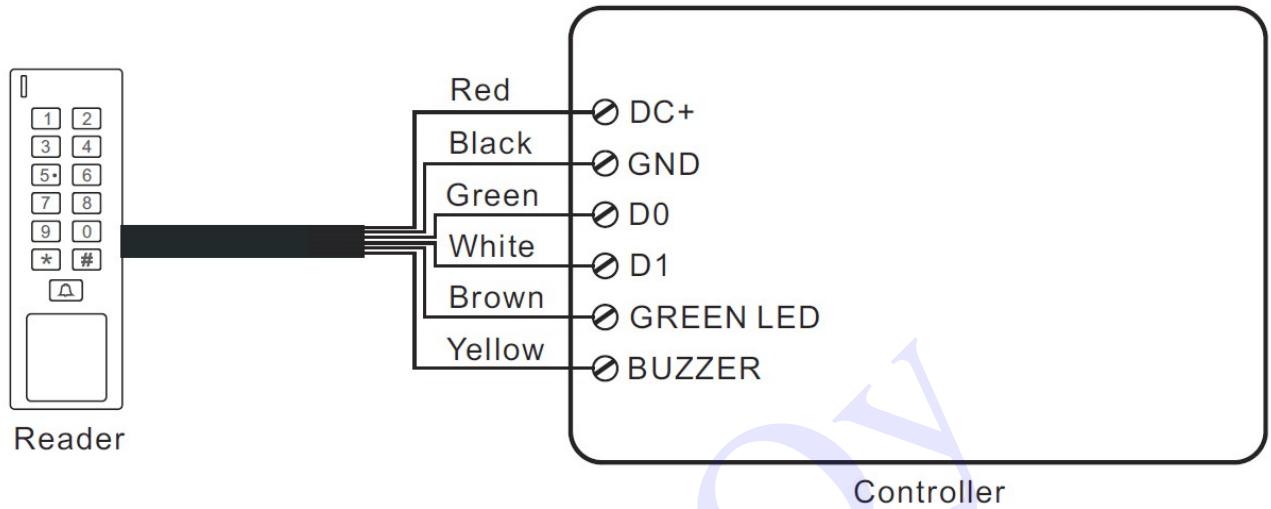 Red
DC+
Black
GND
Green
D0
White
D1
Brown
GREEN LED
Yellow
BUZZER
1 2
3 4
5• 6
7 8
9 0
* #
Reader
Controller